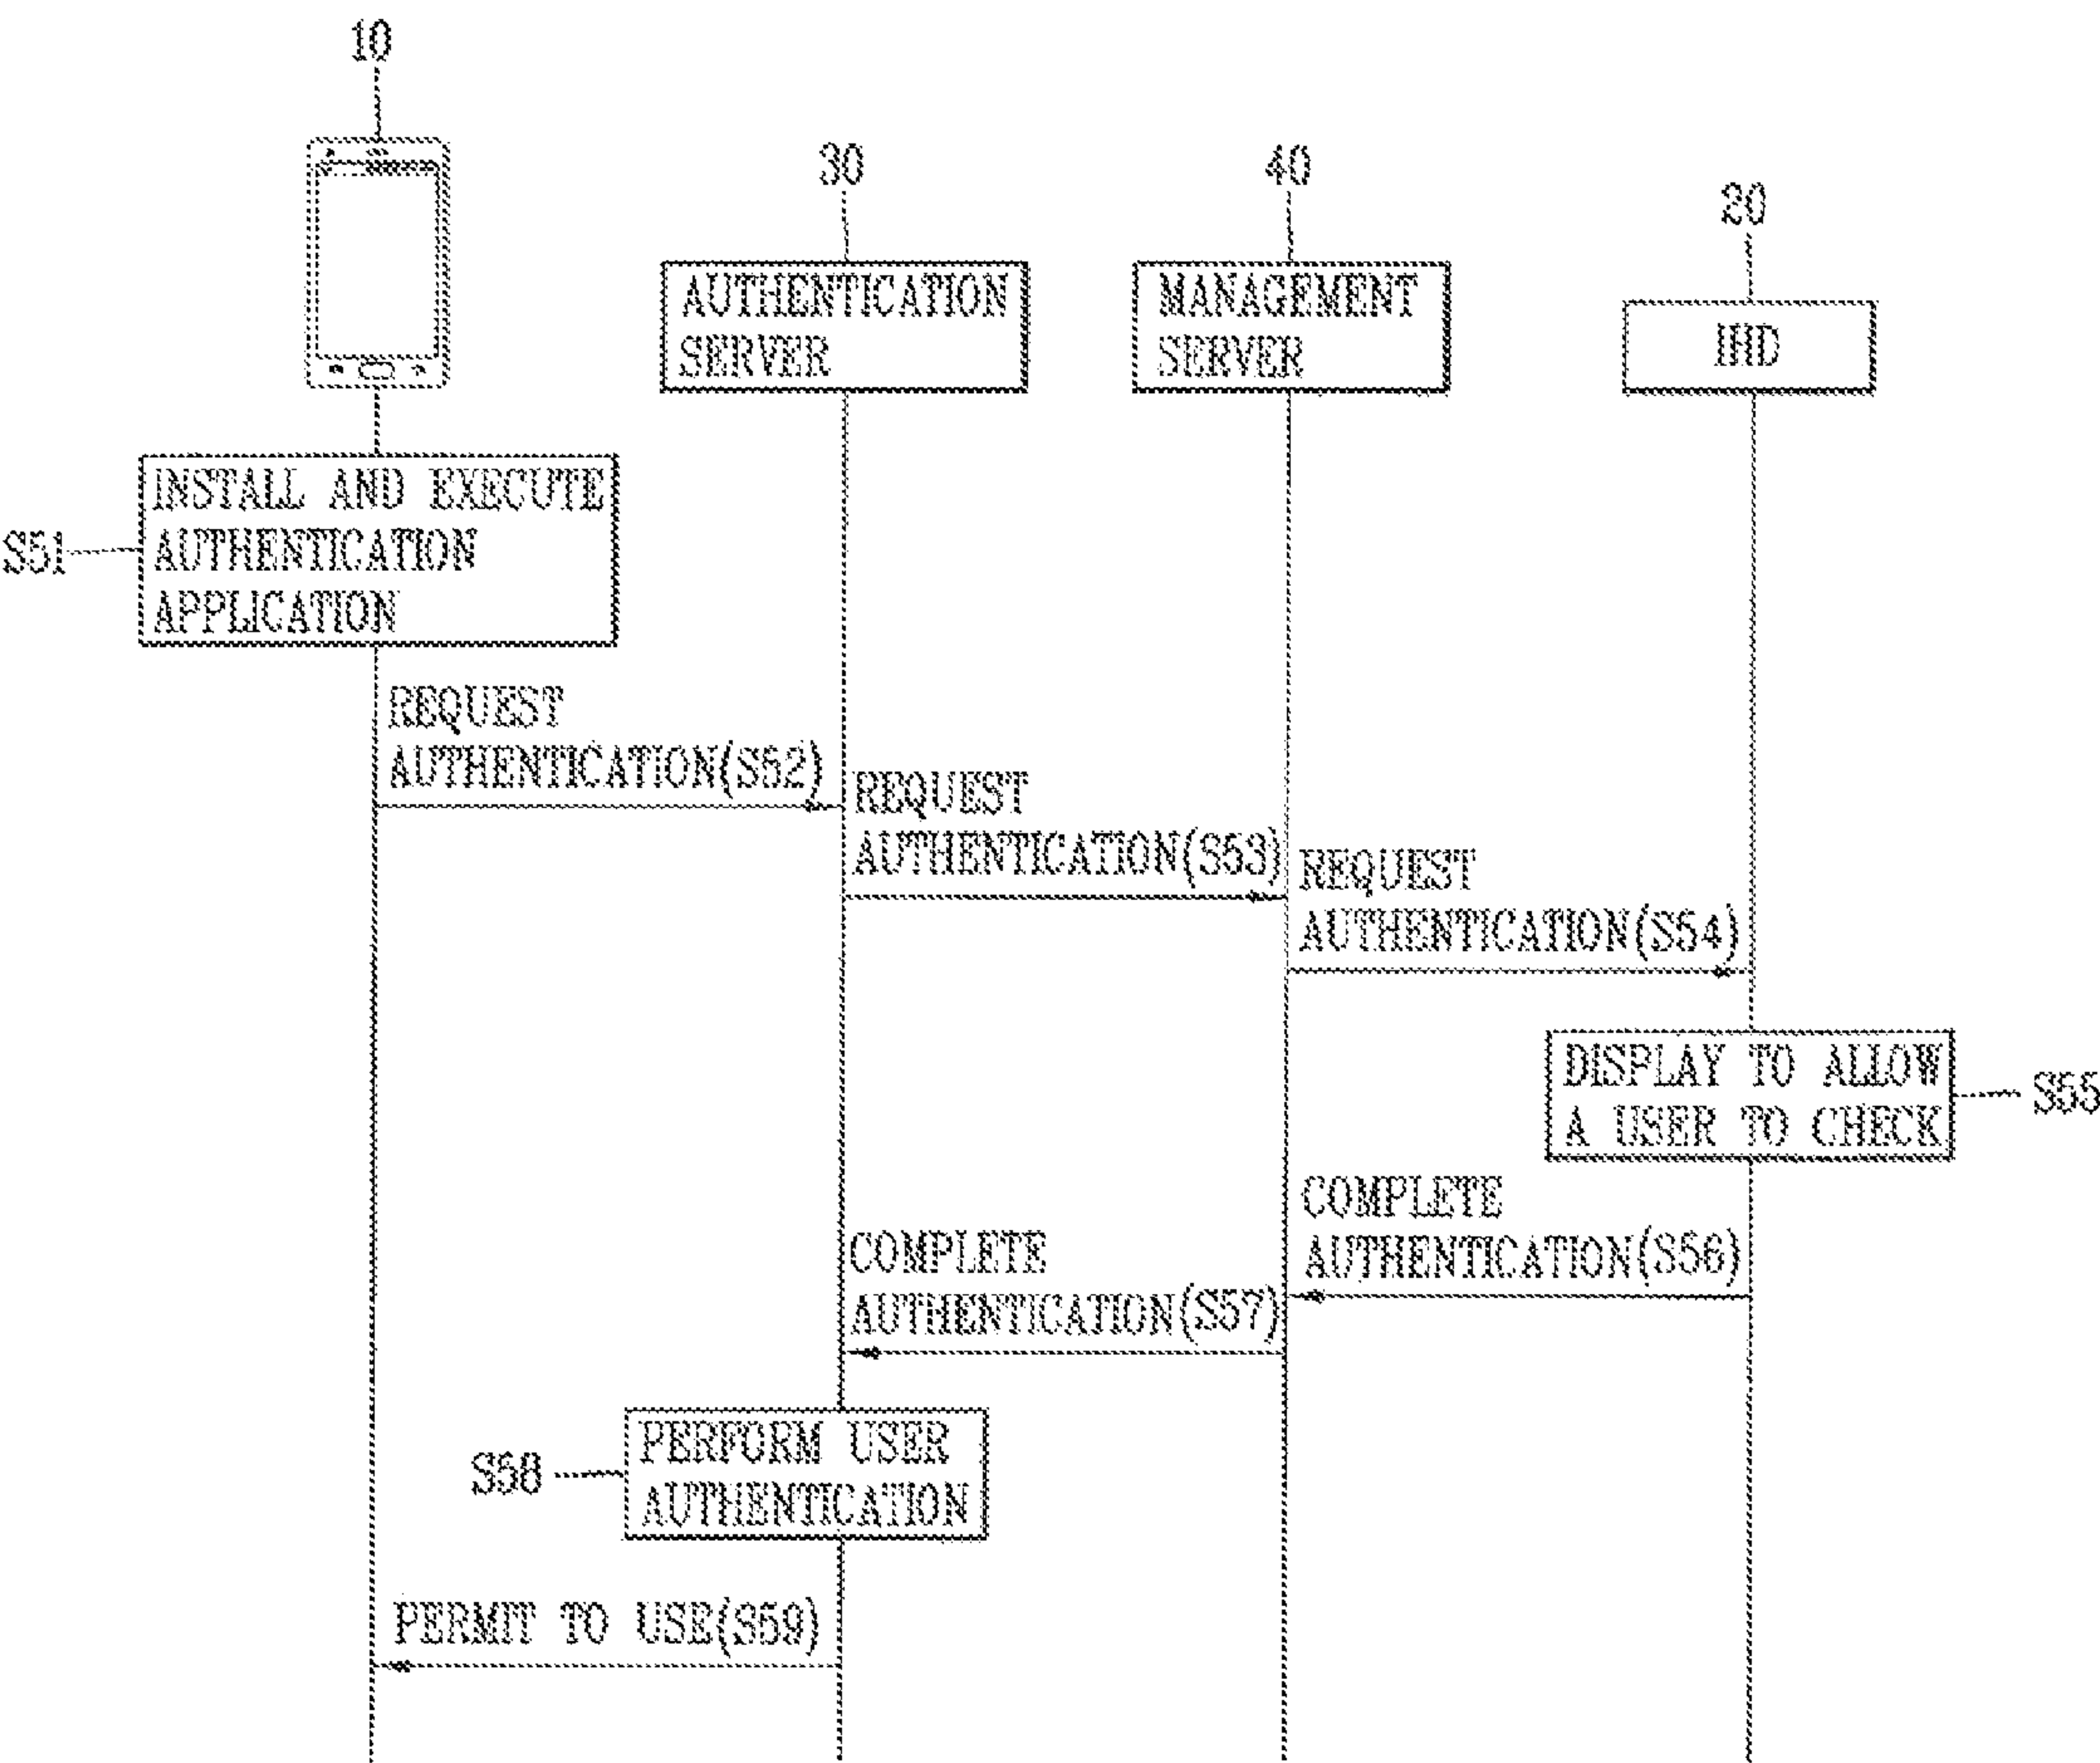 10
30
40
20
AUTHENTICATION
SERVER
MANAGEMENT
SERVER
IHD
INSTALL AND EXECUTE
AUTHENTICATION
APPLICATION
S51
REQUEST
AUTHENTICATION(S52)
REQUEST
AUTHENTICATION(S53)
REQUEST
AUTHENTICATION(S54)
DISPLAY TO ALLOW
A USER TO CHECK
S55
COMPLETE
AUTHENTICATION(S56)
COMPLETE
AUTHENTICATION(S57)
PERFORM USER
AUTHENTICATION
S58
PERMIT TO USE(S59)